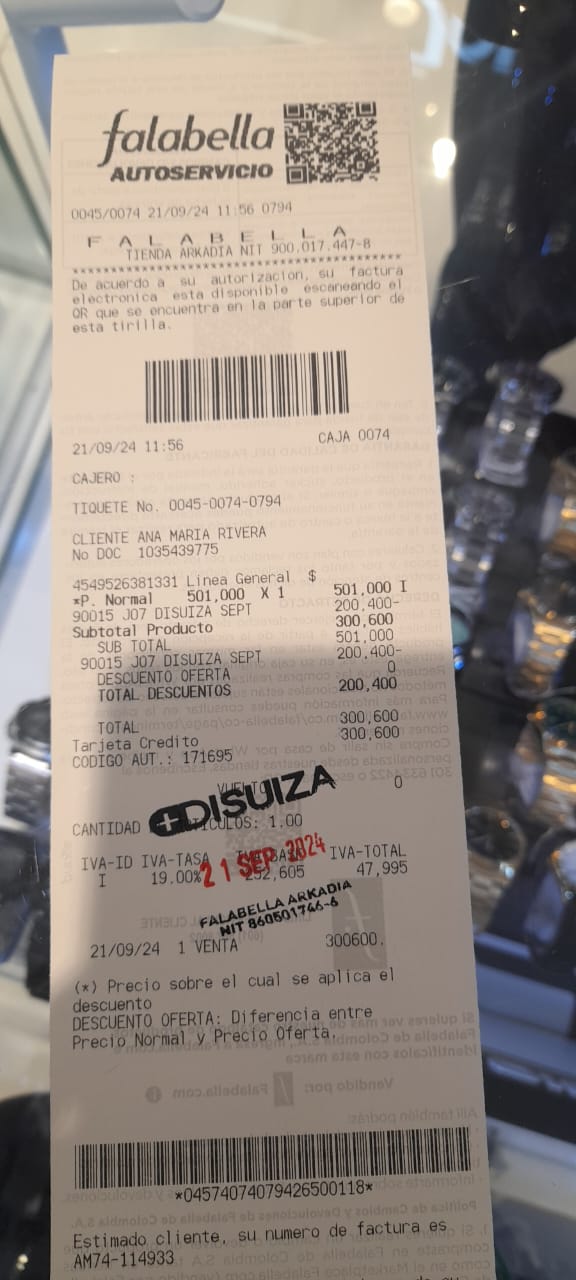 falabella
AUTOSERVICIO
0045/0074 21/09/24 11:56 0794
F A L A B E L L A
TIENDA ARKADIA NIT 900.017.447-8
****************************************
De acuerdo a su autorizacion, su factura
electronica esta disponible escaneando el
QR que se encuentra en la parte superior de
esta tirilla.
21/09/24 11:56 CAJA 0074
CAJERO :
TIQUETE No. 0045-0074-0794
CLIENTE ANA MARIA RIVERA
No DOC 1035439775
4549526381331 Linea General $
*P. Normal 501,000 X 1 501,000 I
90015 J07 DISUIZA SEPT 200,400-
Subtotal Producto 300,600
SUB TOTAL 501,000
90015 J07 DISUIZA SEPT 200,400-
DESCUENTO OFERTA 0
TOTAL DESCUENTOS 200,400
TOTAL 300,600
Tarjeta Credito 300,600
CODIGO AUT.: 171695
VUELTO 0
DISUIZA
CANTIDAD ARTICULOS: 1.00
IVA-ID IVA-TASA IVA-BASE IVA-TOTAL
I 19.00% 252,605 47,995
21 SEP 2024
FALABELLA ARKADIA
NIT 860501746-6
21/09/24 1 VENTA 300600.
(*) Precio sobre el cual se aplica el
descuento
DESCUENTO OFERTA: Diferencia entre
Precio Normal y Precio Oferta.
*04574074079426500118*
Estimado cliente, su numero de factura es
AM74-114933